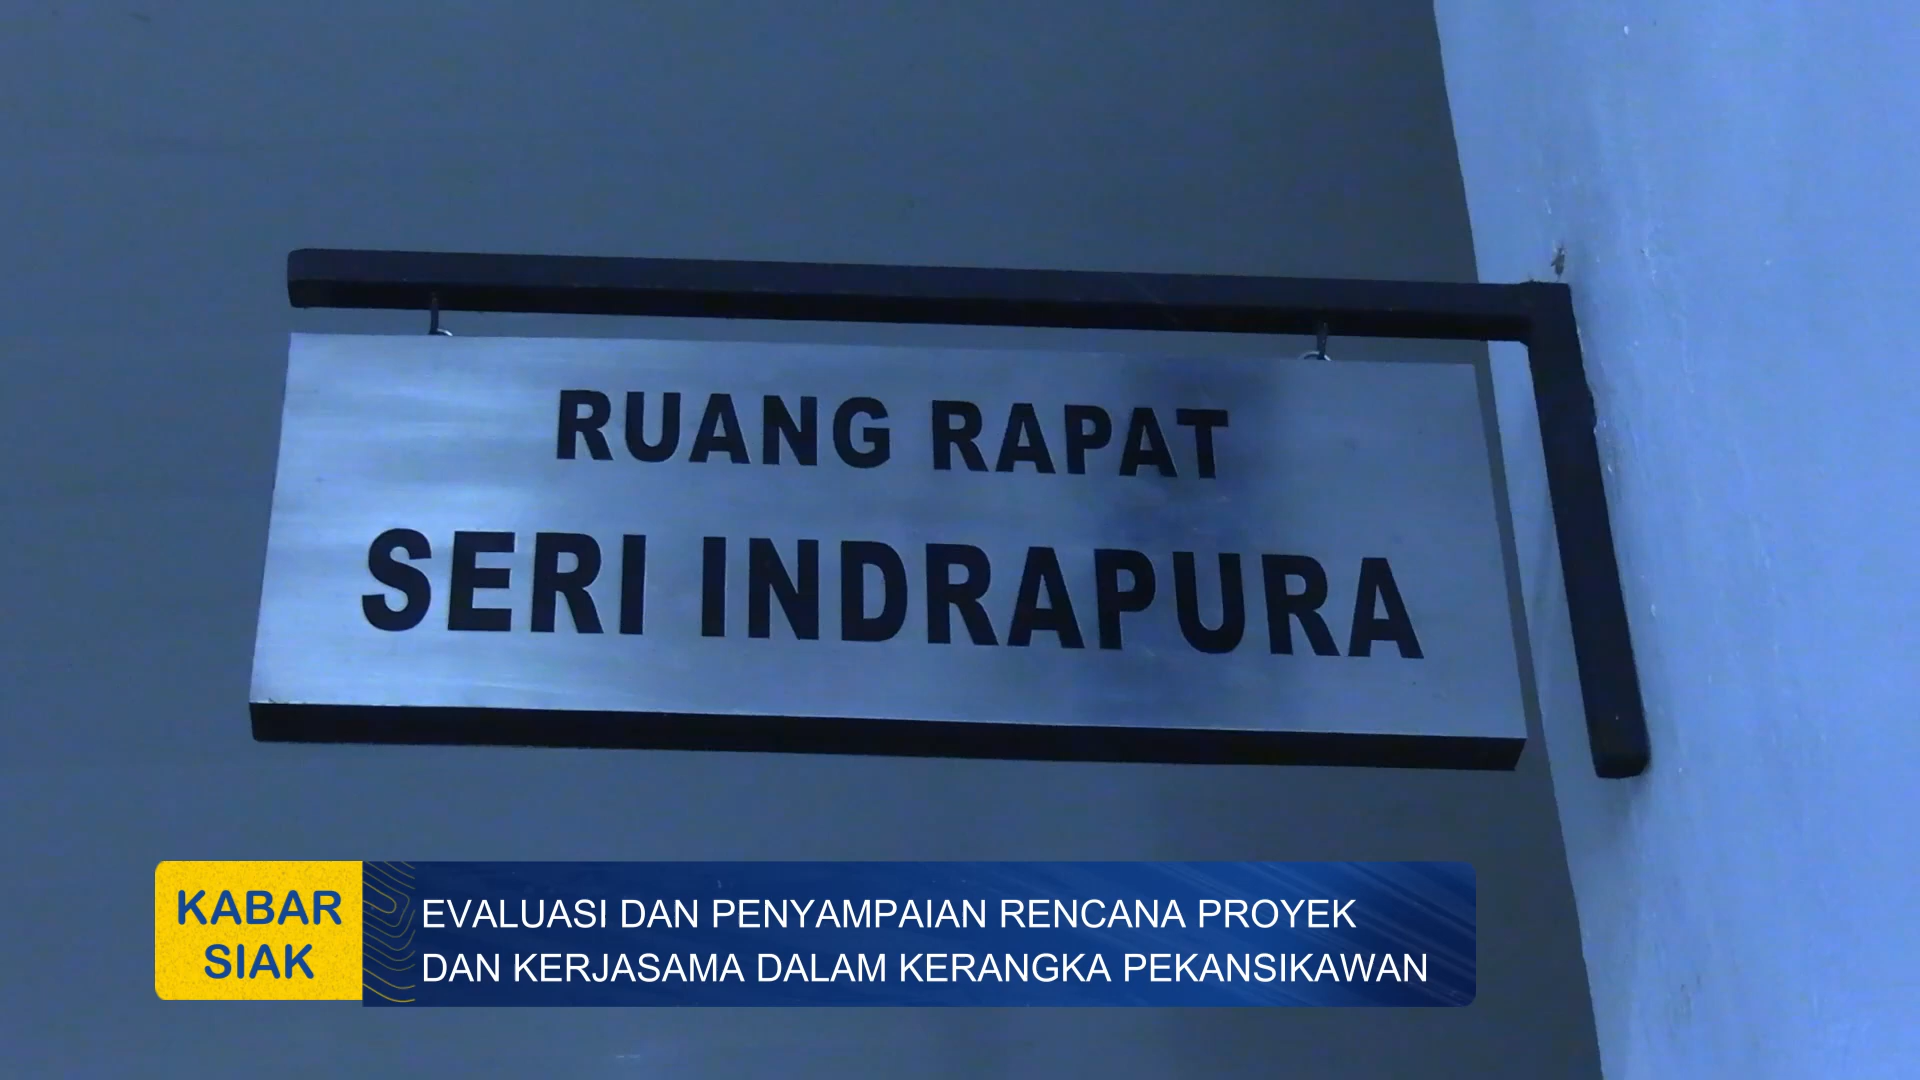 RUANG RAPAT
SERI INDRAPURA
KABAR
SIAK
EVALUASI DAN PENYAMPAIAN RENCANA PROYEK
DAN KERJASAMA DALAM KERANGKA PEKANSIKAWAN